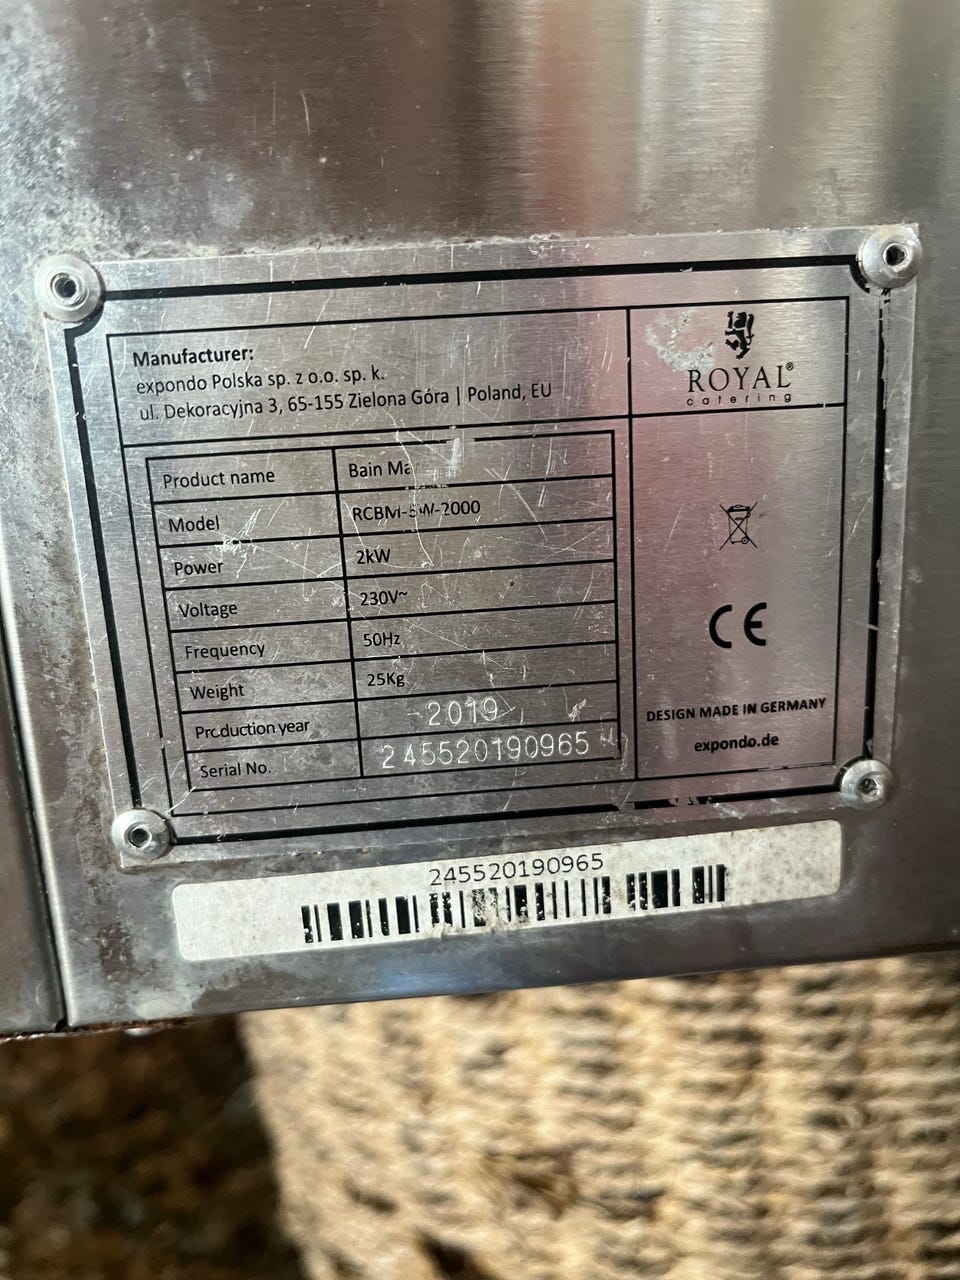 Manufacturer:
expondo Polska sp. z o.o. sp. k.
ul. Dekoracyjna 3, 65-155 Zielona Góra | Poland, EU
ROYAL®
catering
Product name Bain
Model
Power 2kW
Voltage 230V~
Frequency 50Hz
Weight 25Kg
Production year 2019
Serial No. 245520190965
CE
DESIGN MADE IN GERMANY
expondo.de
245520190965